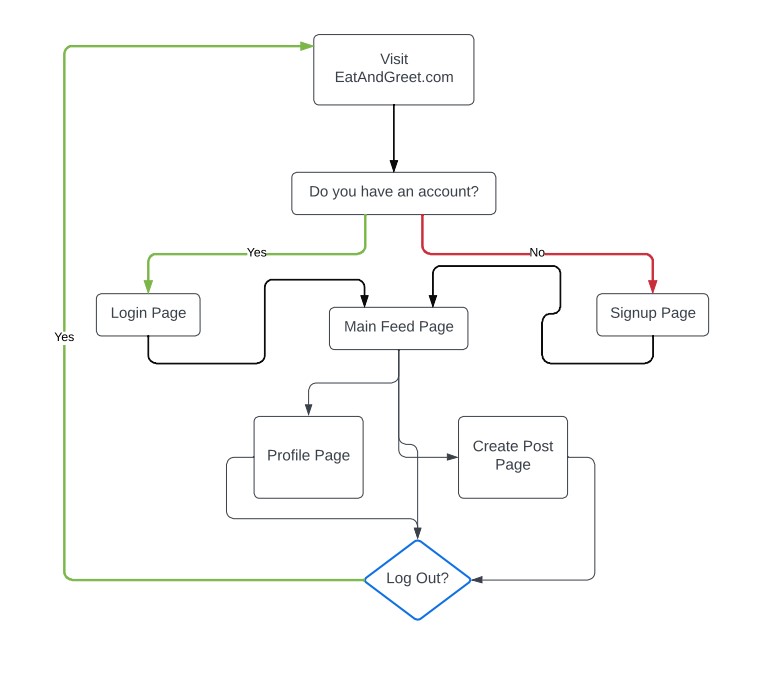 Visit
EatAndGreet.com
Do you have an account?
Yes
No
Login Page
Main Feed Page
Signup Page
Yes
Profile Page
Create Post
Page
Log Out?